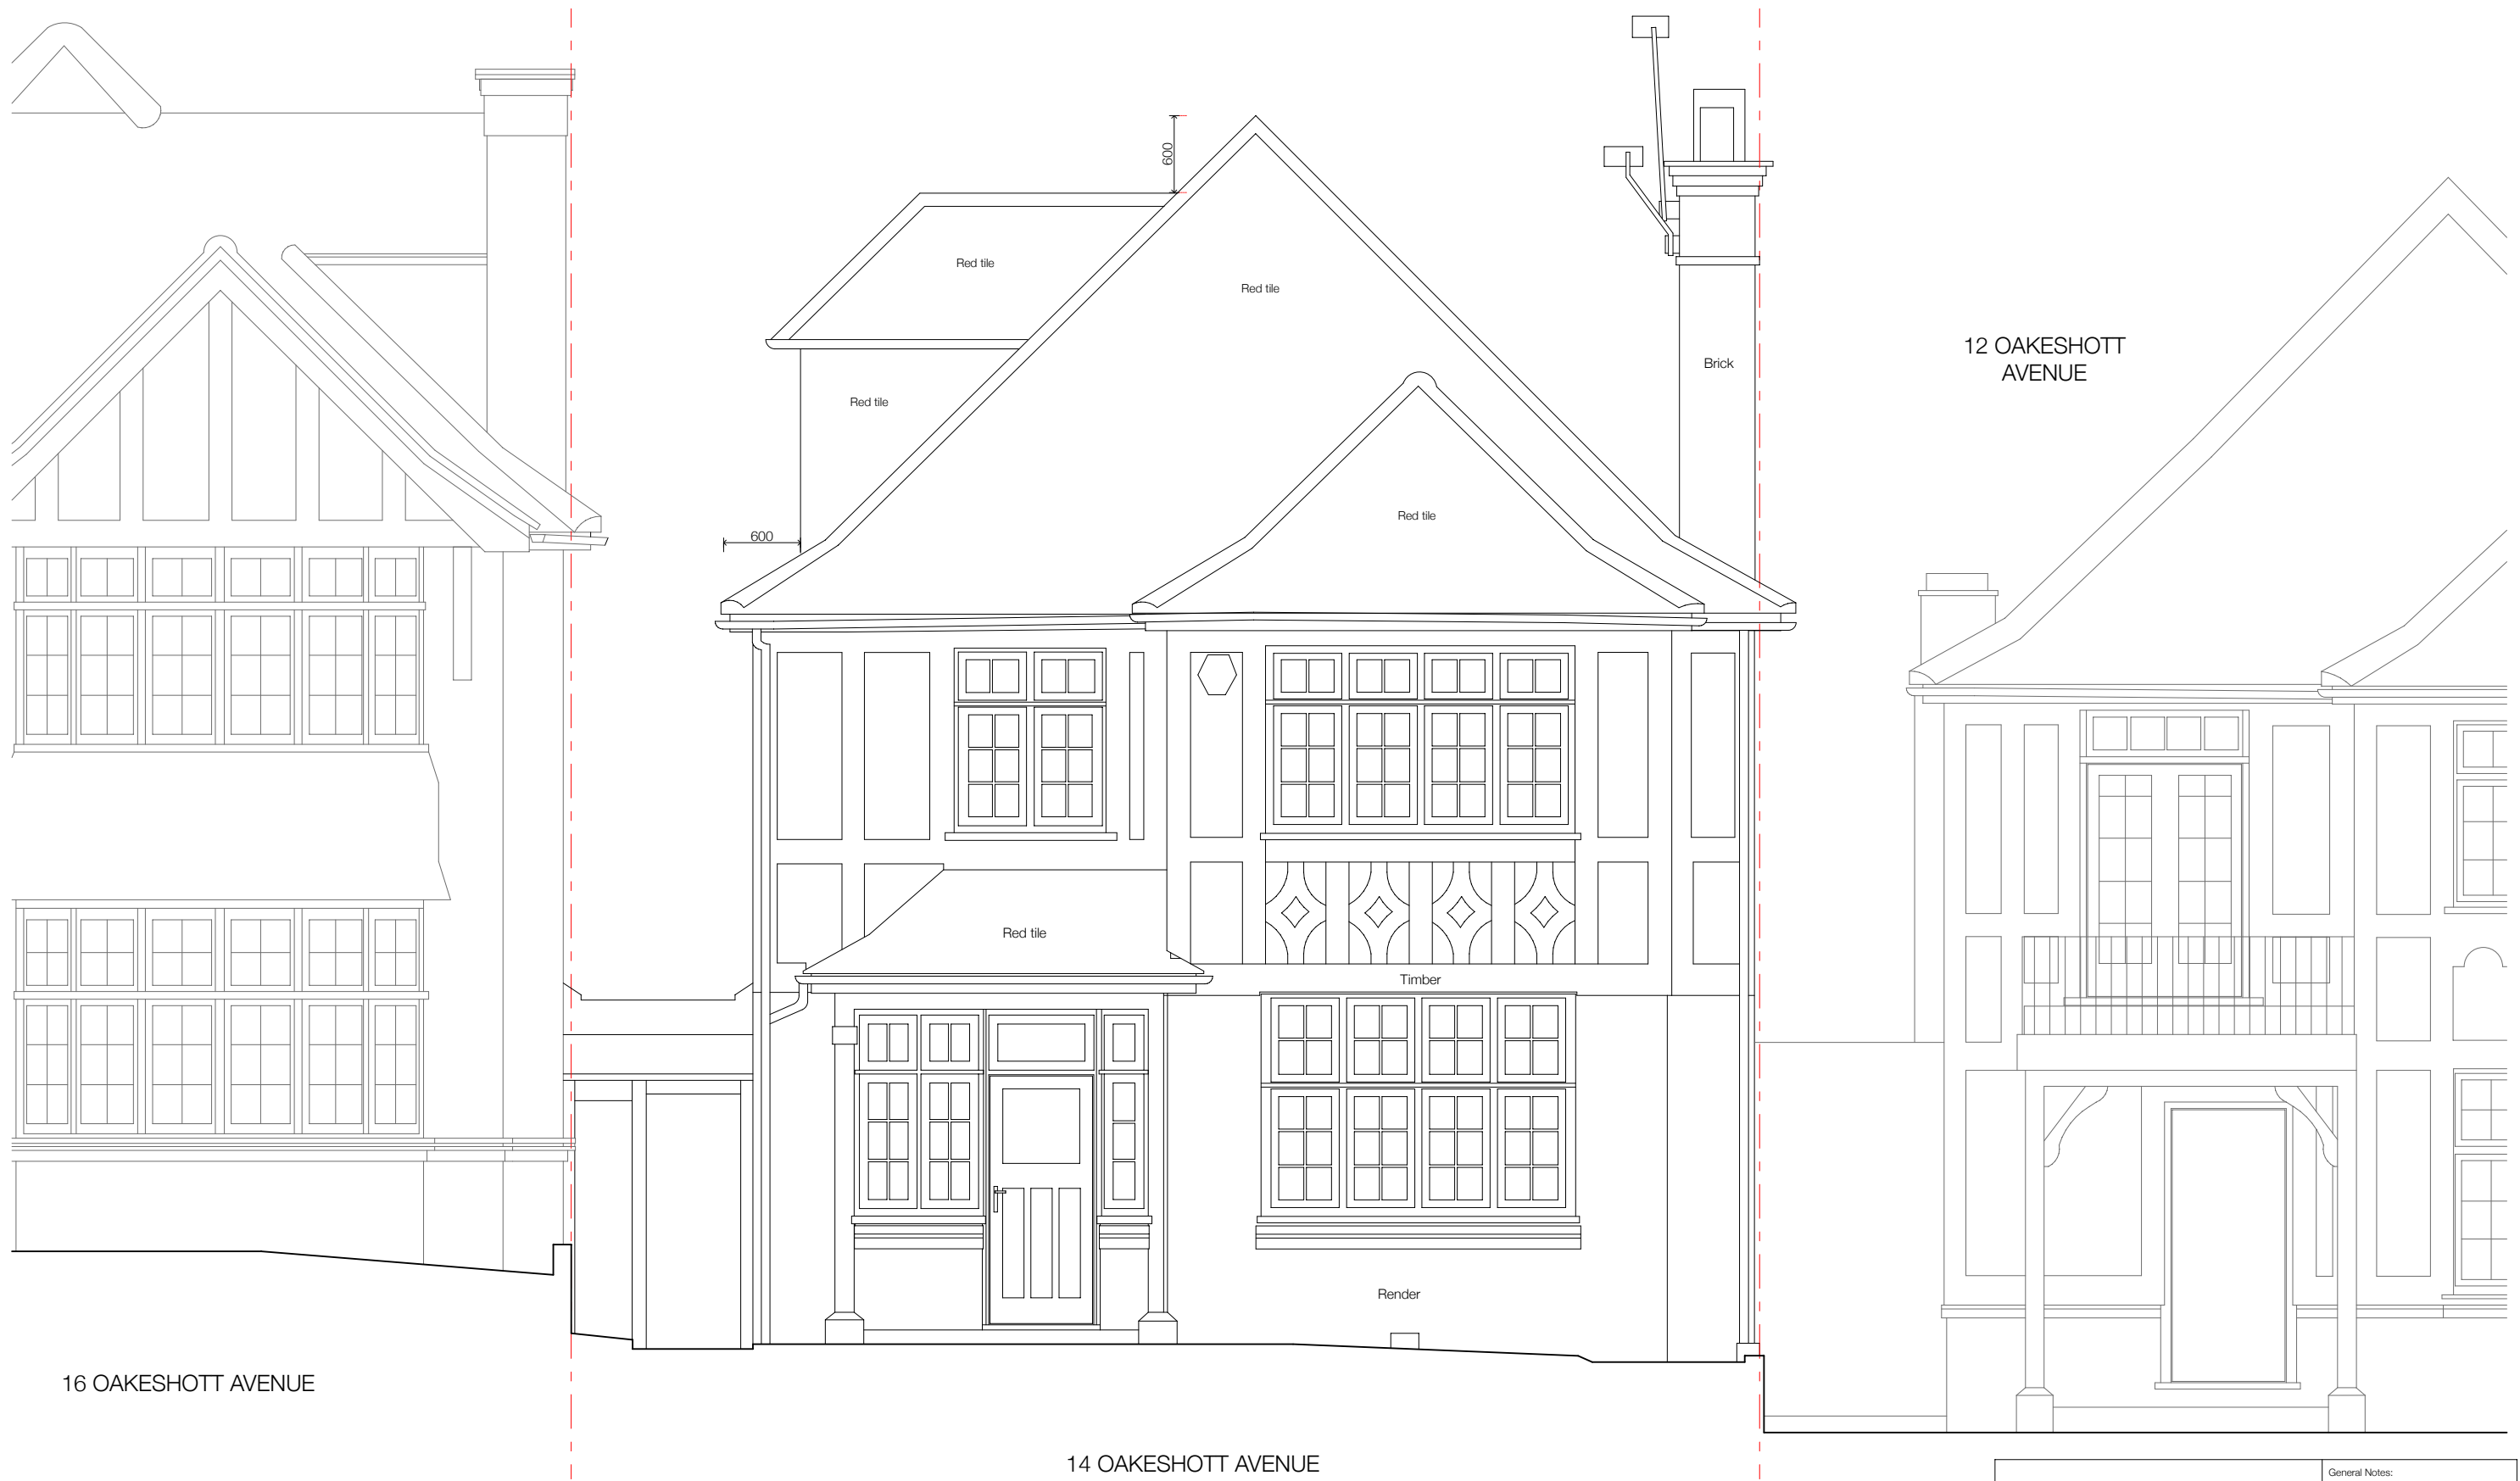 600
Red tile
Red tile
12 OAKESHOTT
AVENUE
Brick
Red tile
Red tile
600
Red tile
Timber
Render
16 OAKESHOTT AVENUE
14 OAKESHOTT AVENUE
General Notes: